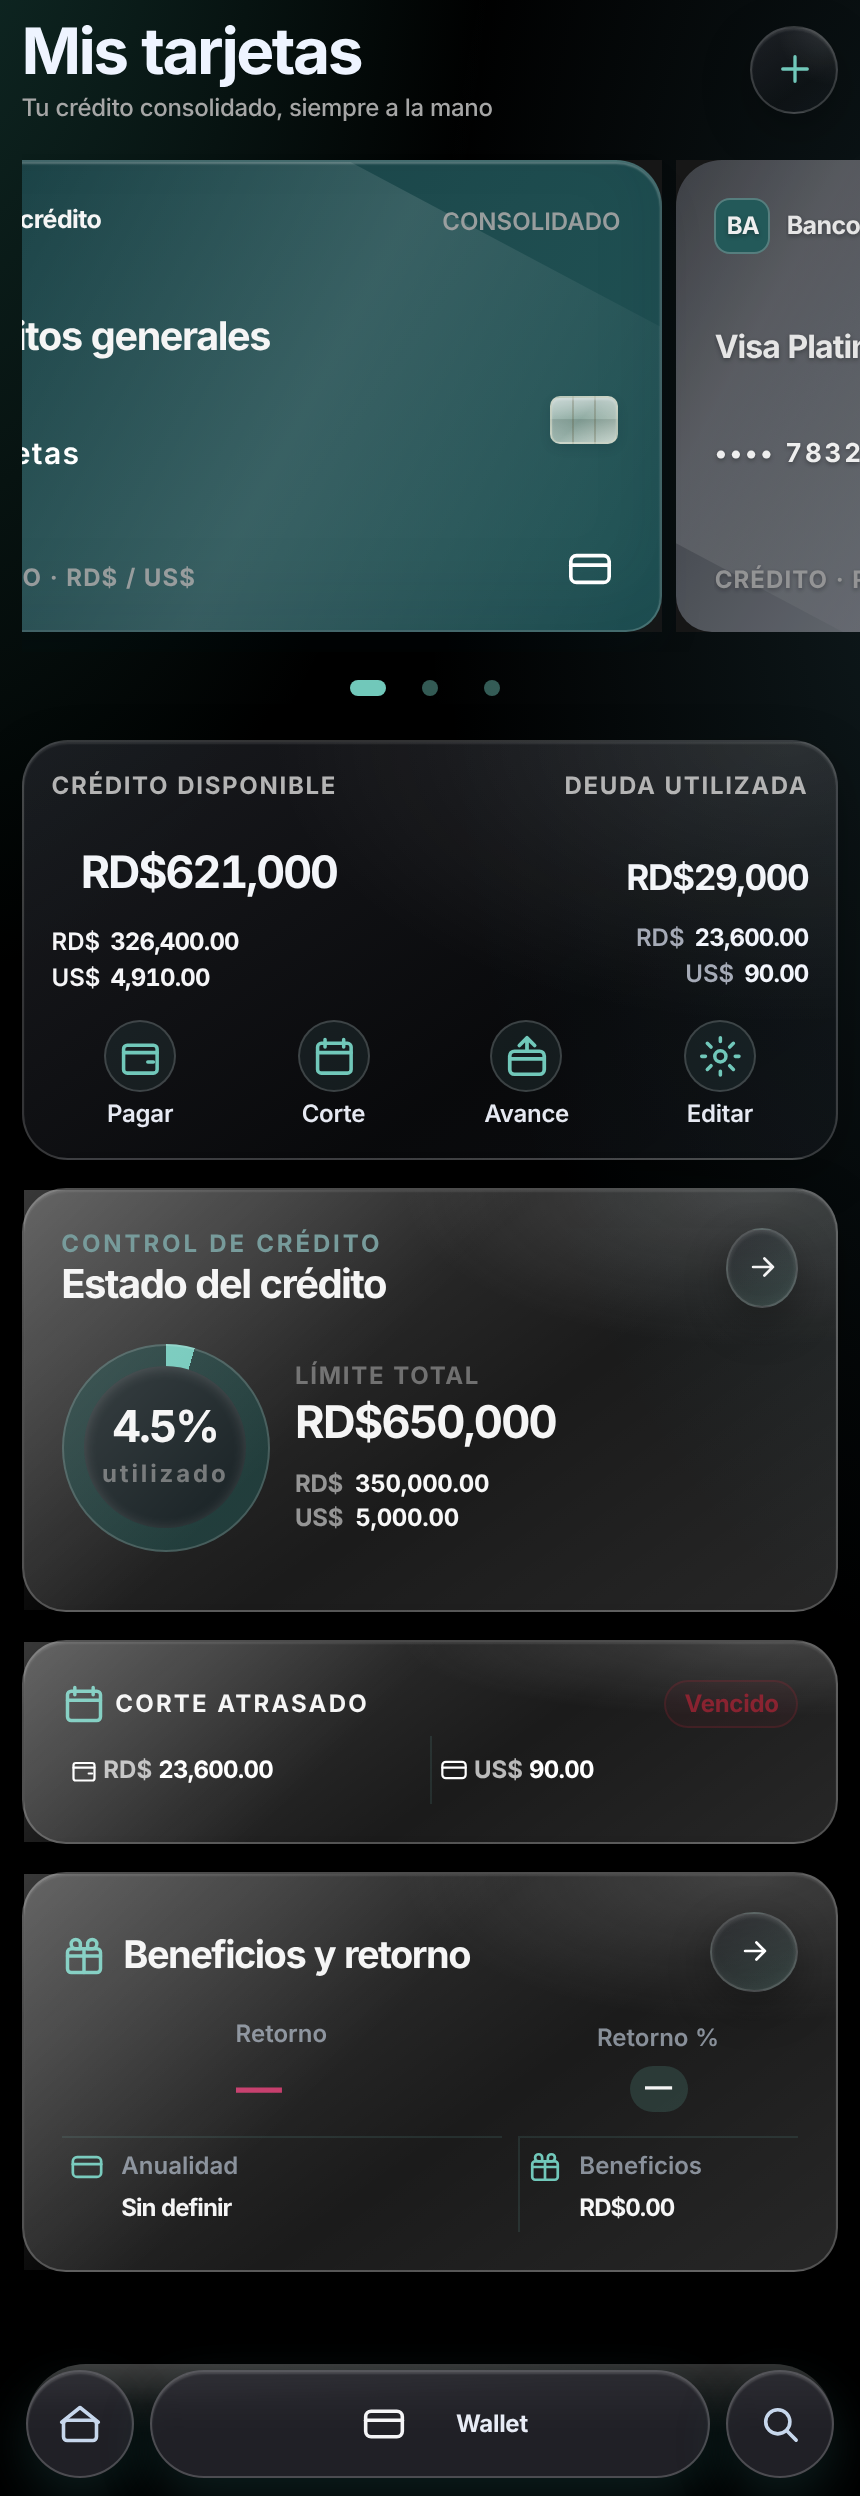 Mis tarjetas
Tu crédito consolidado, siempre a la mano
crédito
CONSOLIDADO
itos generales
etas
O · RD$ / US$
BA Banco
Visa Platin
•••• 7832
CRÉDITO ·
CRÉDITO DISPONIBLE
DEUDA UTILIZADA
RD$621,000
RD$29,000
RD$ 326,400.00
RD$ 23,600.00
US$ 4,910.00
US$ 90.00
Pagar
Corte
Avance
Editar
CONTROL DE CRÉDITO
Estado del crédito
4.5%
utilizado
LÍMITE TOTAL
RD$650,000
RD$ 350,000.00
US$ 5,000.00
CORTE ATRASADO
Vencido
RD$ 23,600.00
US$ 90.00
Beneficios y retorno
Retorno
—
Retorno %
—
Anualidad
Sin definir
Beneficios
RD$0.00
Wallet